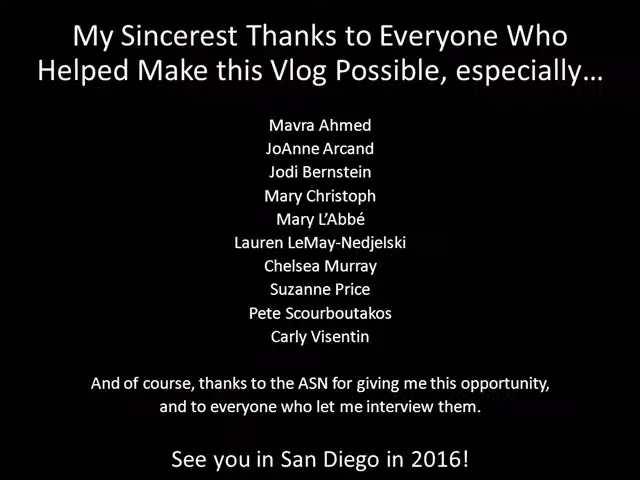 My Sincerest Thanks to Everyone Who
Helped Make this Vlog Possible, especially…
Mavra Ahmed
JoAnne Arcand
Jodi Bernstein
Mary Christoph
Mary L’Abbé
Lauren LeMay-Nedjelski
Chelsea Murray
Suzanne Price
Pete Scourboutakos
Carly Visentin
And of course, thanks to the ASN for giving me this opportunity,
and to everyone who let me interview them.
See you in San Diego in 2016!